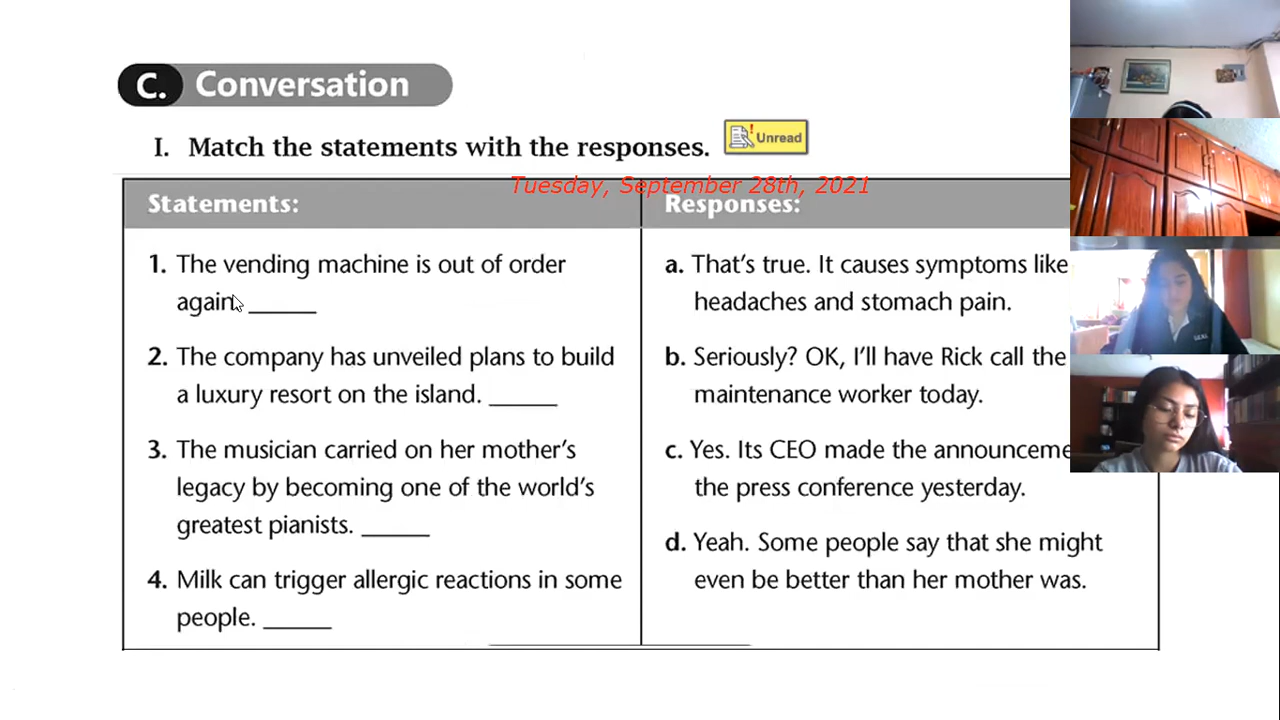 C. Conversation
I. Match the statements with the responses.
Unread
Tuesday, September 28th, 2021
Statements:
Responses:
1. The vending machine is out of order
again. ______
2. The company has unveiled plans to build
a luxury resort on the island. ______
3. The musician carried on her mother's
legacy by becoming one of the world's
greatest pianists. ______
4. Milk can trigger allergic reactions in some
people. ______
a. That's true. It causes symptoms like
headaches and stomach pain.
b. Seriously? OK, I'll have Rick call the
maintenance worker today.
c. Yes. Its CEO made the
the press conference yesterday.
d. Yeah. Some people say that she might
even be better than her mother was.